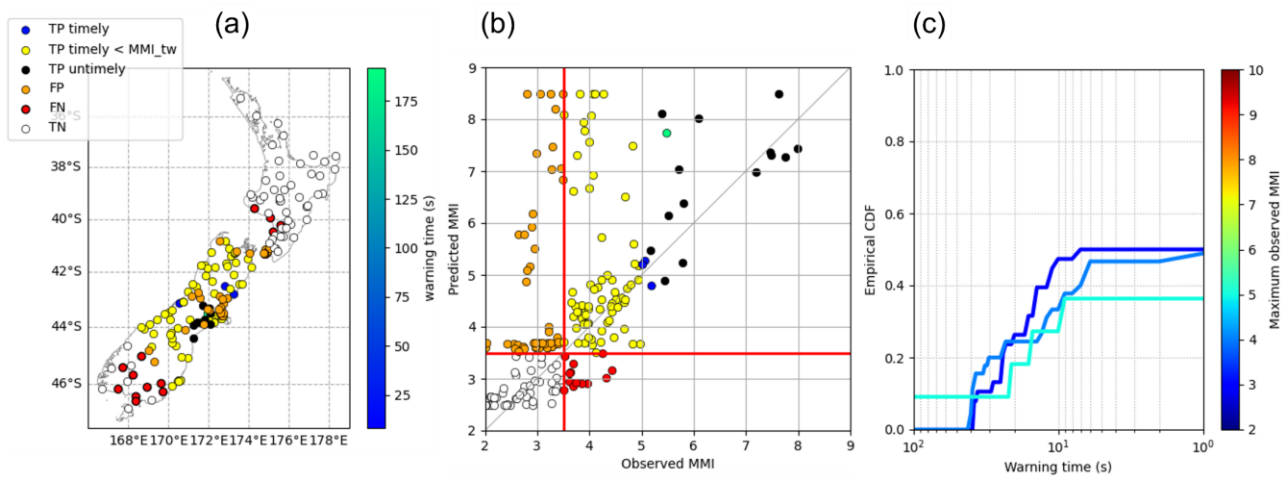 (a)
(b)
(c)
TP timely
TP timely < MMI_tw
TP untimely
FP
FN
TN
36°S
38°S
40°S
42°S
44°S
46°S
168°E 170°E 172°E 174°E 176°E 178°E
175
150
125
100
75
50
25
warning time (s)
9
8
7
6
5
4
3
2
Predicted MMI
2 3 4 5 6 7 8 9
Observed MMI
1.0
0.8
0.6
0.4
0.2
0.0
Empirical CDF
10² 10¹ 10⁰
Warning time (s)
10
9
8
7
6
5
4
3
2
Maximum observed MMI